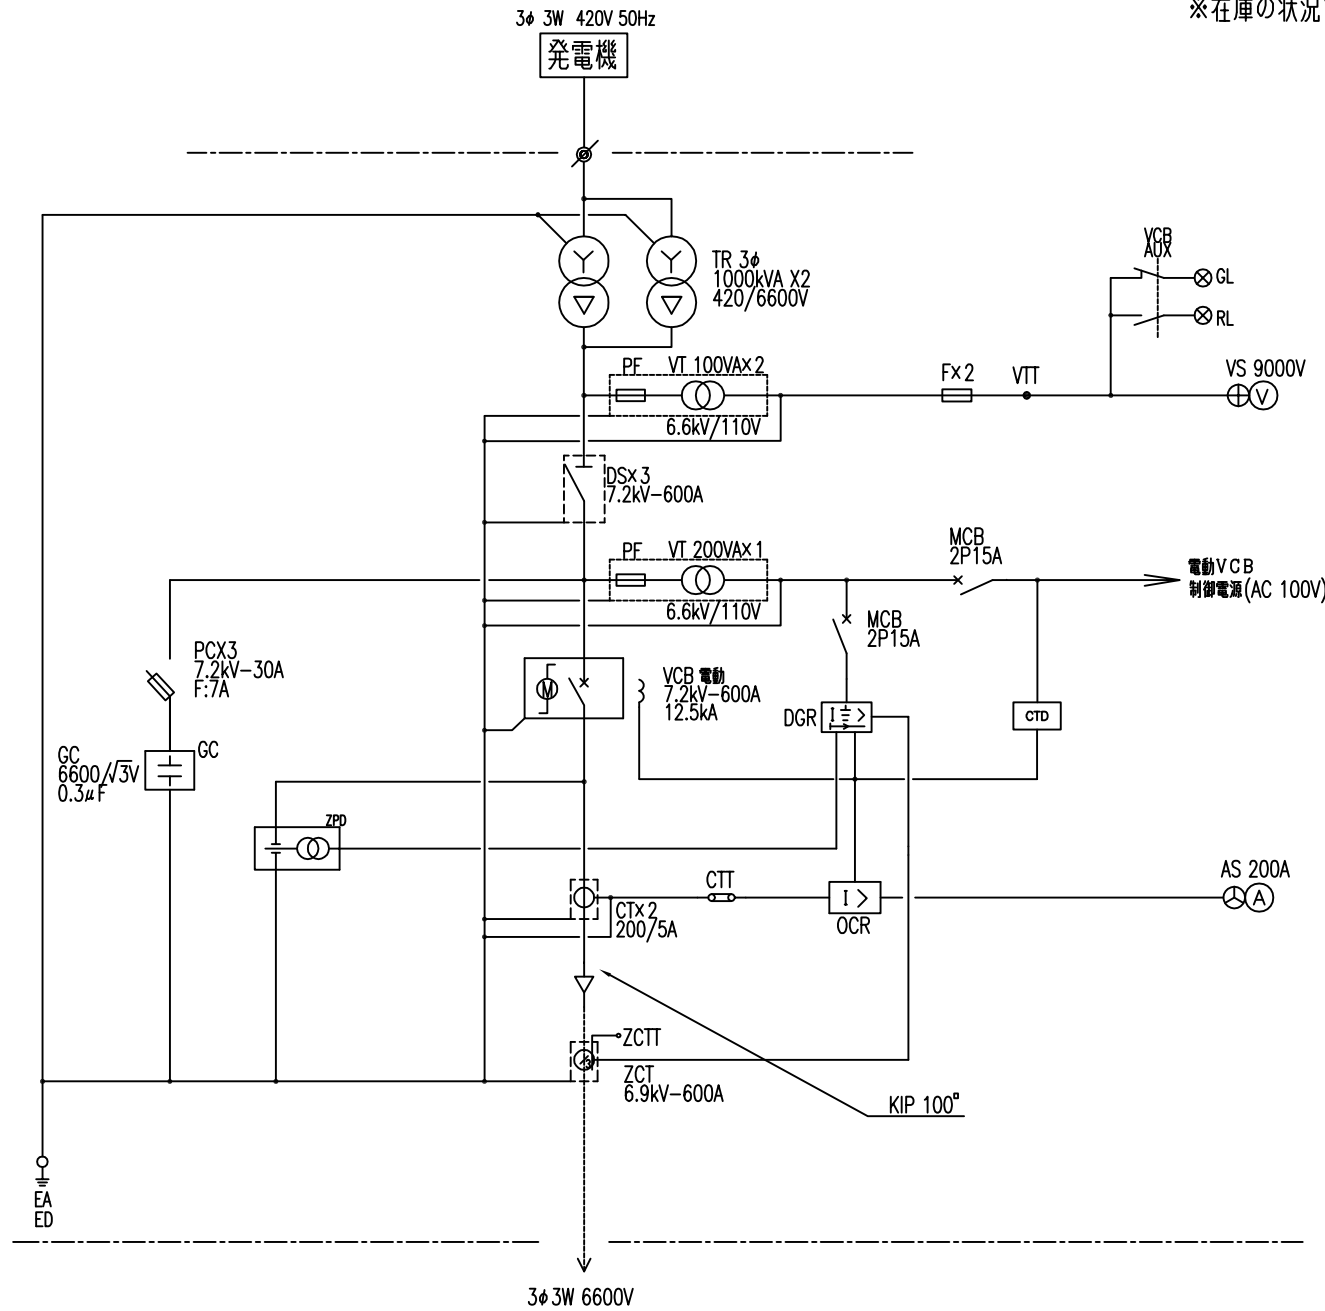 ※在庫の状況
3φ 3W 420V 50Hz
発電機
TR 3φ
1000kVA X2
420/6600V
VCB
AUX
GL
RL
PF
VT 100VA×2
6.6kV/110V
F×2
VTT
VS 9000V
V
DS×3
7.2kV-600A
PF
VT 200VA×1
6.6kV/110V
MCB
2P15A
電動VCB
制御電源(AC 100V)
MCB
2P15A
PCX3
7.2kV-30A
F:7A
M
VCB 電動
7.2kV-600A
12.5kA
DGR
I
CTD
GC
GC
6600/√3V
0.3μF
ZPD
CTT
I >
OCR
AS 200A
A
CT×2
200/5A
ZCTT
ZCT
6.9kV-600A
KIP 100□
EA
ED
3φ3W 6600V